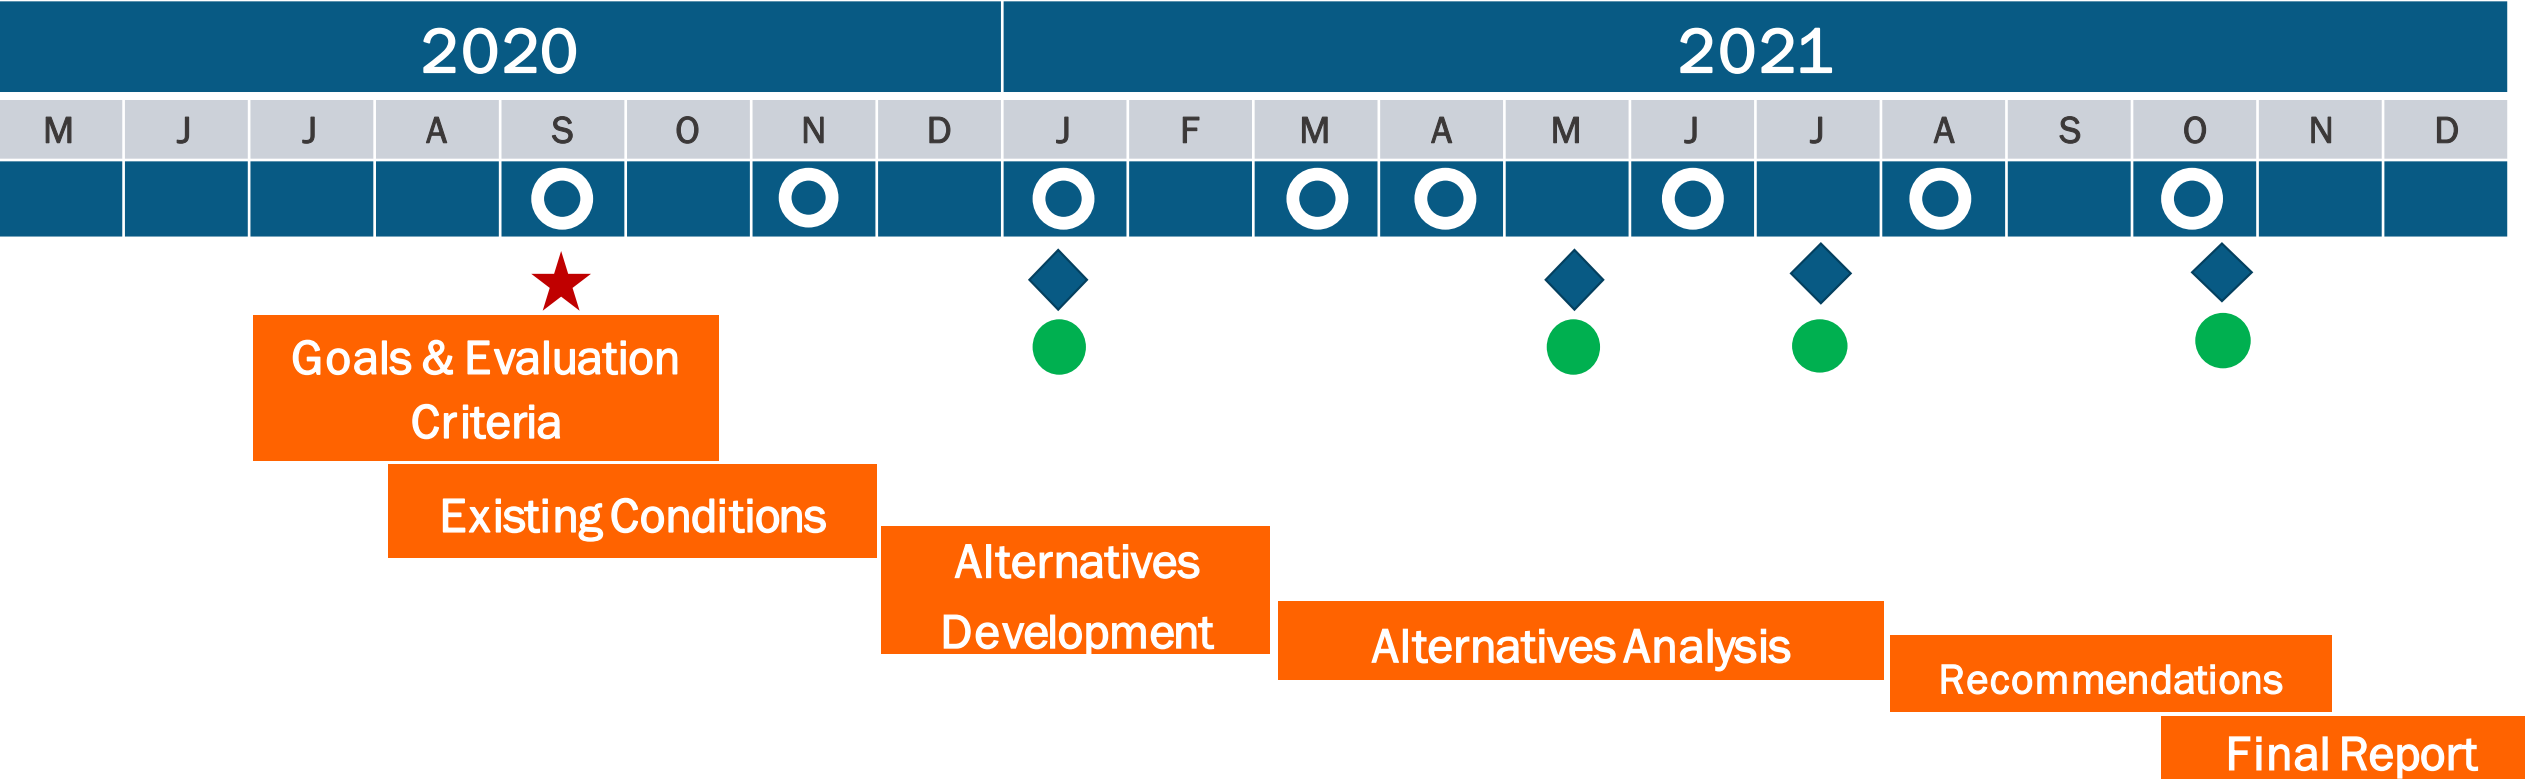 2020 2021
M J J A S O N D J F M A M J J A S O N D
Goals & Evaluation
Criteria
Existing Conditions
Alternatives
Development
Alternatives Analysis
Recommendations
Final Report